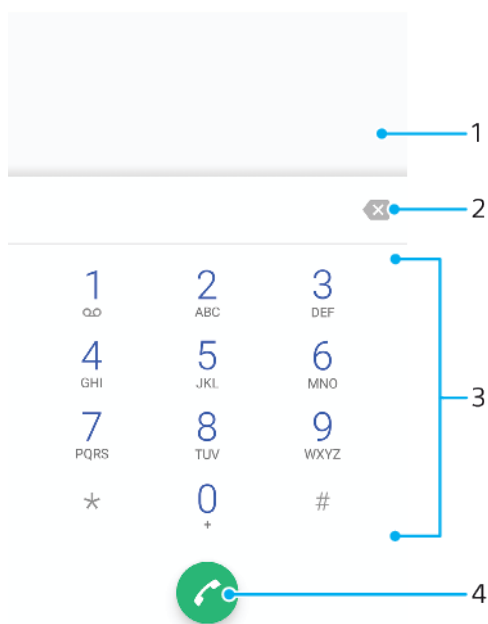 1
2
1 2 3
ABC DEF
4 5 6
GHI JKL MNO
3
7 8 9
PQRS TUV WXYZ
* 0 #
+
4